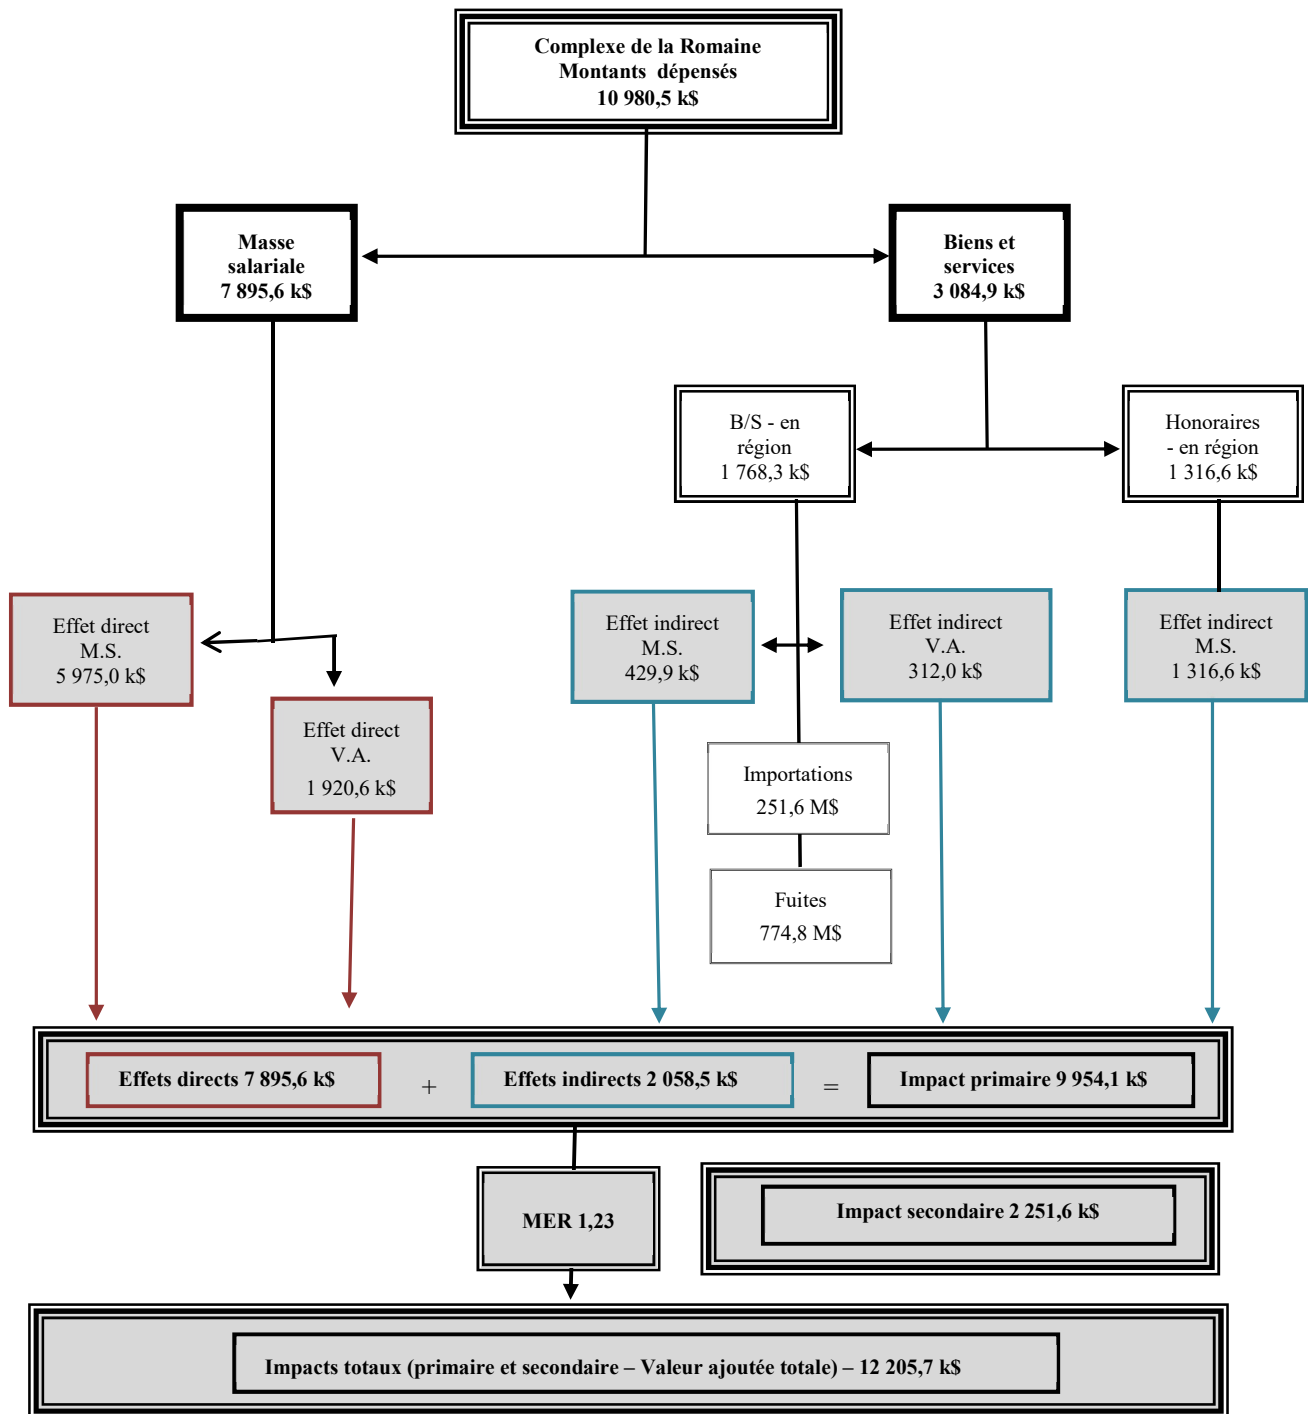 Complexe de la Romaine
Montants dépensés
10 980,5 k$
Masse
salariale
7 895,6 k$
Biens et
services
3 084,9 k$
B/S - en
région
1 768,3 k$
Honoraires
- en région
1 316,6 k$
Effet direct
M.S.
5 975,0 k$
Effet direct
V.A.
1 920,6 k$
Effet indirect
M.S.
429,9 k$
Effet indirect
V.A.
312,0 k$
Effet indirect
M.S.
1 316,6 k$
Importations
251,6 M$
Fuites
774,8 M$
Effets directs 7 895,6 k$ + Effets indirects 2 058,5 k$ = Impact primaire 9 954,1 k$
MER 1,23
Impact secondaire 2 251,6 k$
Impacts totaux (primaire et secondaire – Valeur ajoutée totale) – 12 205,7 k$